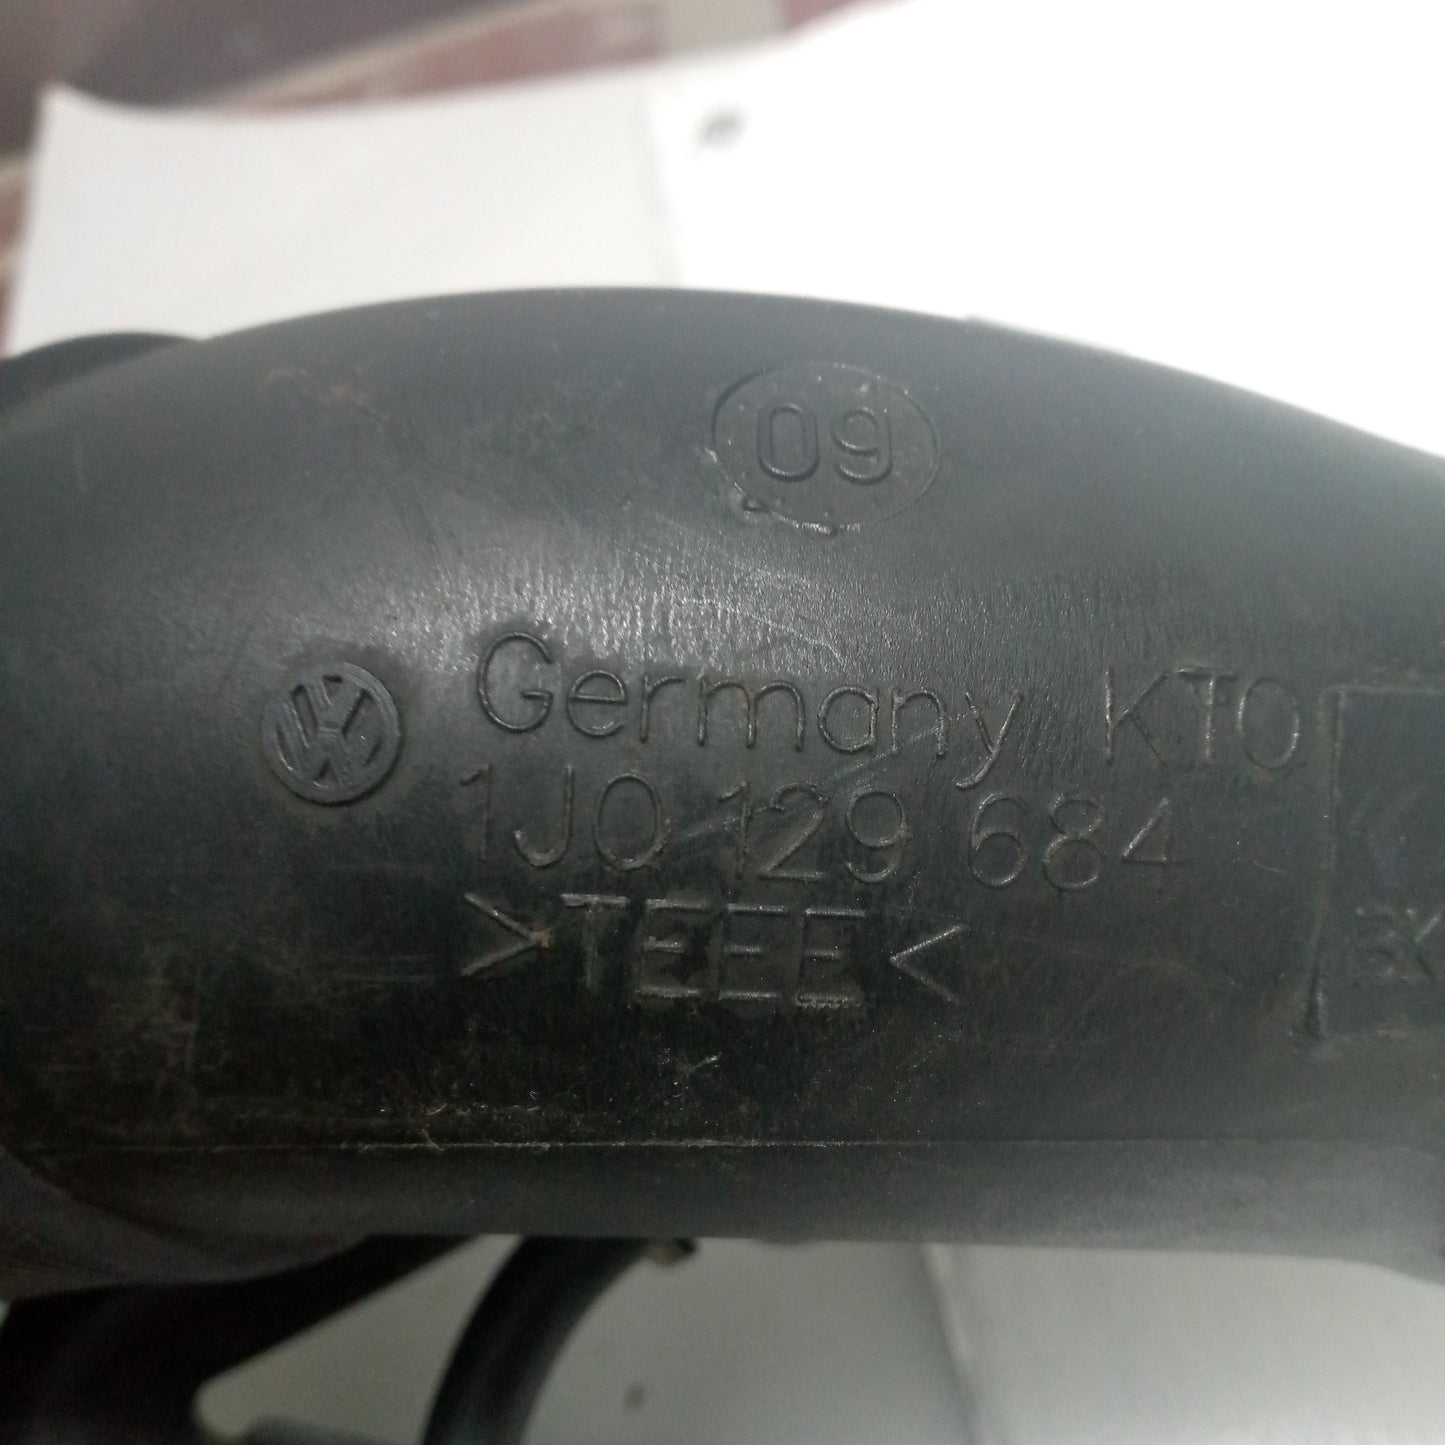 09
Germany KTO
1J0 129 684
>TEEE<